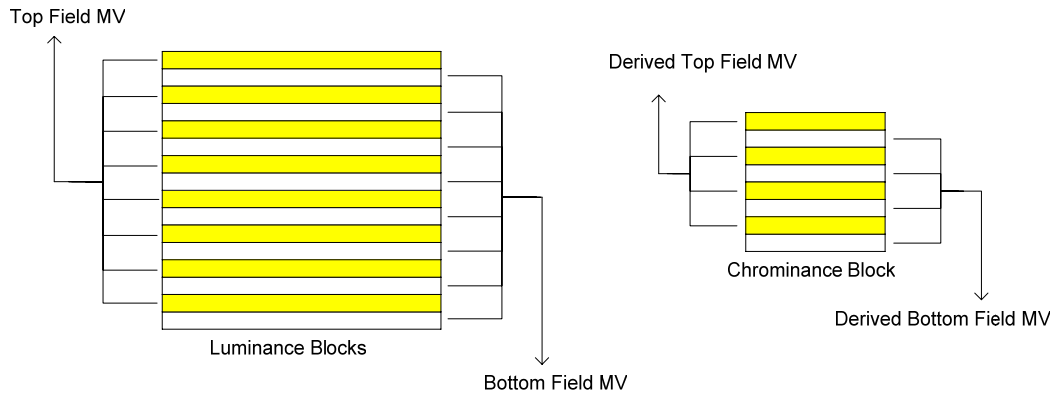 Top Field MV
Derived Top Field MV
Chrominance Block
Derived Bottom Field MV
Luminance Blocks
Bottom Field MV